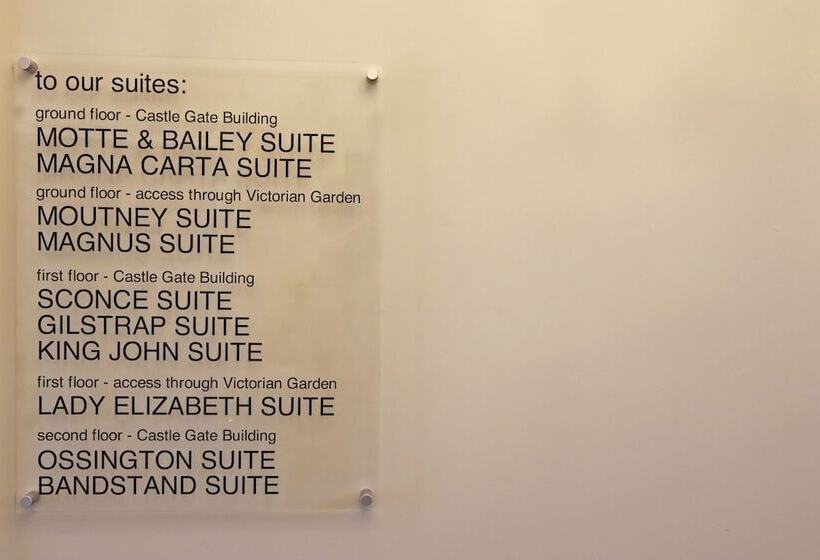 to our suites:
ground floor - Castle Gate Building
MOTTE & BAILEY SUITE
MAGNA CARTA SUITE
ground floor - access through Victorian Garden
MOUTNEY SUITE
MAGNUS SUITE
first floor - Castle Gate Building
SCONCE SUITE
GILSTRAP SUITE
KING JOHN SUITE
first floor - access through Victorian Garden
LADY ELIZABETH SUITE
second floor - Castle Gate Building
OSSINGTON SUITE
BANDSTAND SUITE